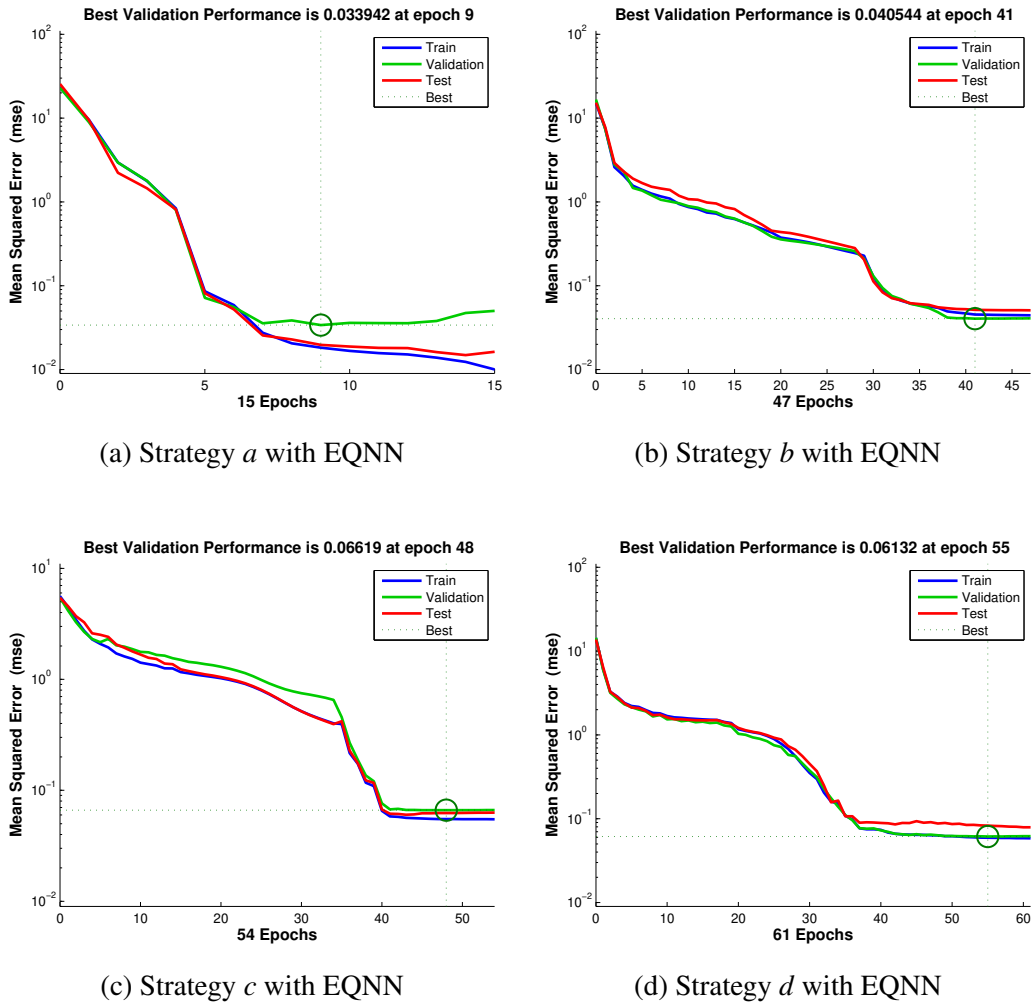 Best Validation Performance is 0.033942 at epoch 9
10^2
10^1
10^0
10^-1
10^-2
Mean Squared Error (mse)
Train
Validation
Test
Best
0 5 10 15
15 Epochs
(a) Strategy a with EQNN
Best Validation Performance is 0.040544 at epoch 41
10^2
10^1
10^0
10^-1
10^-2
Mean Squared Error (mse)
Train
Validation
Test
Best
0 5 10 15 20 25 30 35 40 45
47 Epochs
(b) Strategy b with EQNN
Best Validation Performance is 0.06619 at epoch 48
10^1
10^0
10^-1
10^-2
Mean Squared Error (mse)
Train
Validation
Test
Best
0 10 20 30 40 50
54 Epochs
(c) Strategy c with EQNN
Best Validation Performance is 0.06132 at epoch 55
10^2
10^1
10^0
10^-1
10^-2
Mean Squared Error (mse)
Train
Validation
Test
Best
0 10 20 30 40 50 60
61 Epochs
(d) Strategy d with EQNN